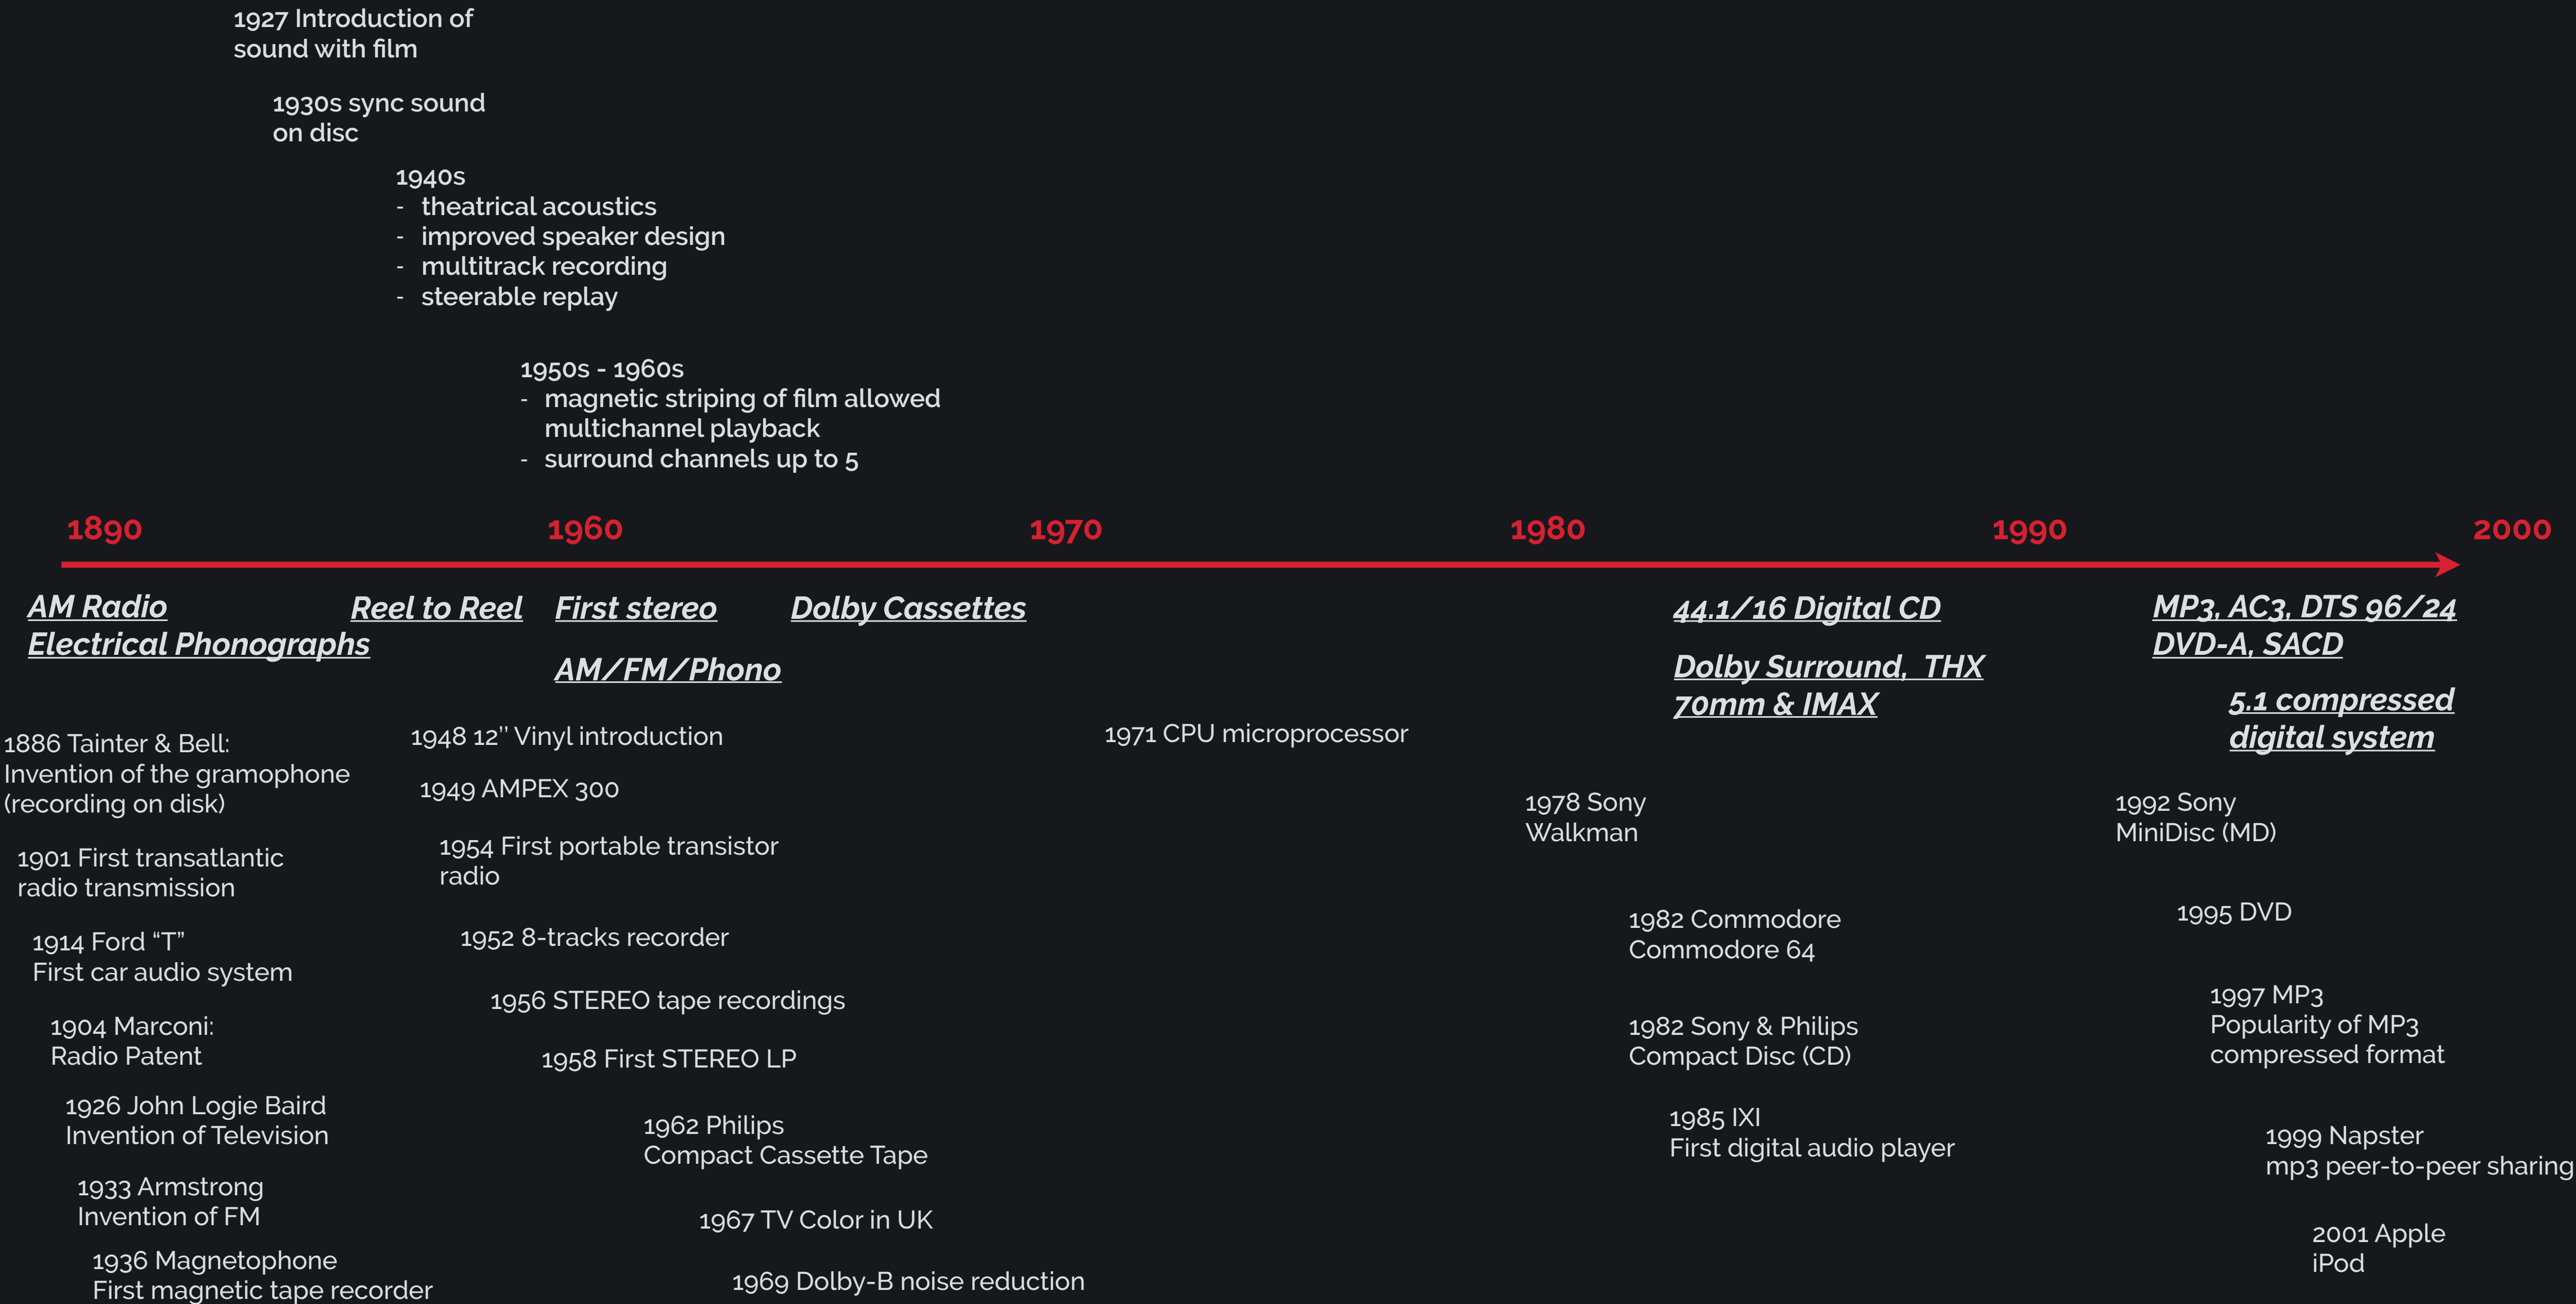 1927 Introduction of
sound with film
1930s sync sound
on disc
1940s
- theatrical acoustics
- improved speaker design
- multitrack recording
- steerable replay
1950s - 1960s
- magnetic striping of film allowed
multichannel playback
- surround channels up to 5
1890
1960
1970
1980
1990
2000
AM Radio
Electrical Phonographs
Reel to Reel
First stereo
AM/FM/Phono
Dolby Cassettes
44.1/16 Digital CD
Dolby Surround, THX
70mm & IMAX
MP3, AC3, DTS 96/24
DVD-A, SACD
5.1 compressed
digital system
1886 Tainter & Bell:
Invention of the gramophone
(recording on disk)
1901 First transatlantic
radio transmission
1914 Ford “T”
First car audio system
1904 Marconi:
Radio Patent
1926 John Logie Baird
Invention of Television
1933 Armstrong
Invention of FM
1936 Magnetophone
First magnetic tape recorder
1948 12’’ Vinyl introduction
1949 AMPEX 300
1954 First portable transistor
radio
1952 8-tracks recorder
1956 STEREO tape recordings
1958 First STEREO LP
1962 Philips
Compact Cassette Tape
1967 TV Color in UK
1969 Dolby-B noise reduction
1971 CPU microprocessor
1978 Sony
Walkman
1982 Commodore
Commodore 64
1982 Sony & Philips
Compact Disc (CD)
1985 IXI
First digital audio player
1992 Sony
MiniDisc (MD)
1995 DVD
1997 MP3
Popularity of MP3
compressed format
1999 Napster
mp3 peer-to-peer sharing
2001 Apple
iPod